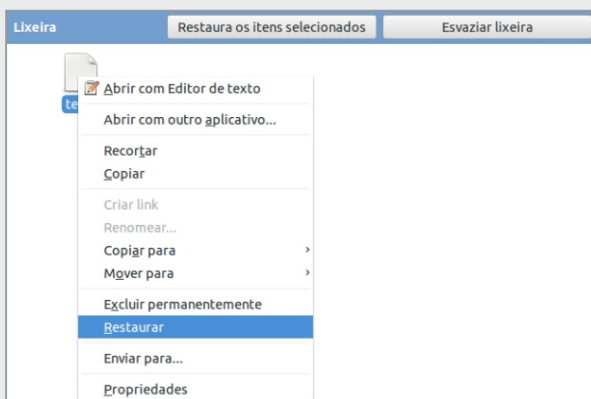 Lixeira Restaura os itens selecionados Esvaziar lixeira
Abrir com Editor de texto
te
Abrir com outro aplicativo...
Recortar
Copiar
Criar link
Renomear...
Copiar para
Mover para
Excluir permanentemente
Restaurar
Enviar para...
Propriedades